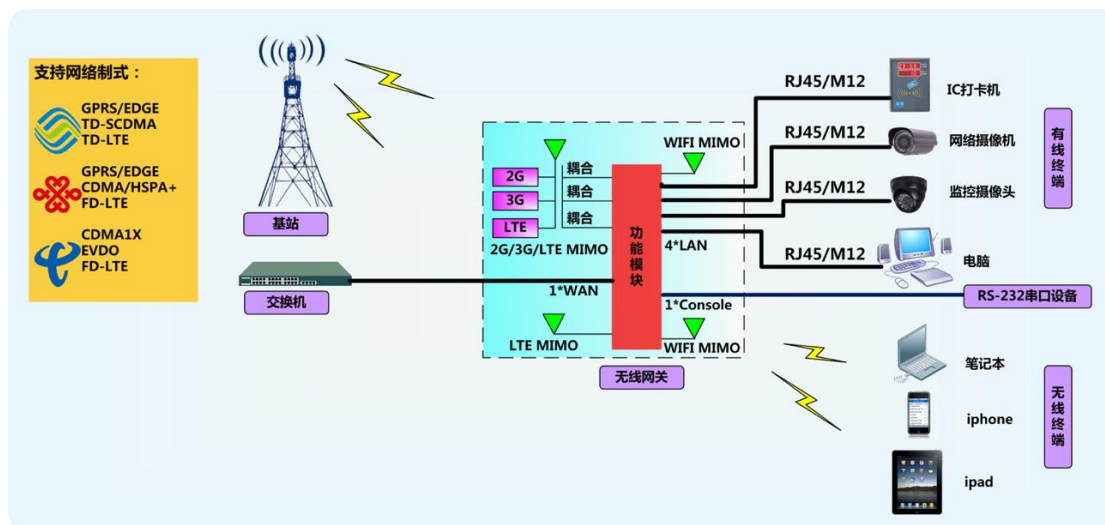 支持网络制式：
GPRS/EDGE
TD-SCDMA
TD-LTE
GPRS/EDGE
CDMA/HSPA+
FD-LTE
CDMA1X
EVDO
FD-LTE
基站
交换机
2G
3G
LTE
耦合
耦合
耦合
2G/3G/LTE MIMO
WIFI MIMO
功能模块
4*LAN
1*WAN
1*Console
LTE MIMO
WIFI MIMO
无线网关
RJ45/M12
IC打卡机
RJ45/M12
网络摄像机
RJ45/M12
监控摄像头
RJ45/M12
电脑
RS-232串口设备
有线终端
笔记本
iphone
ipad
无线终端